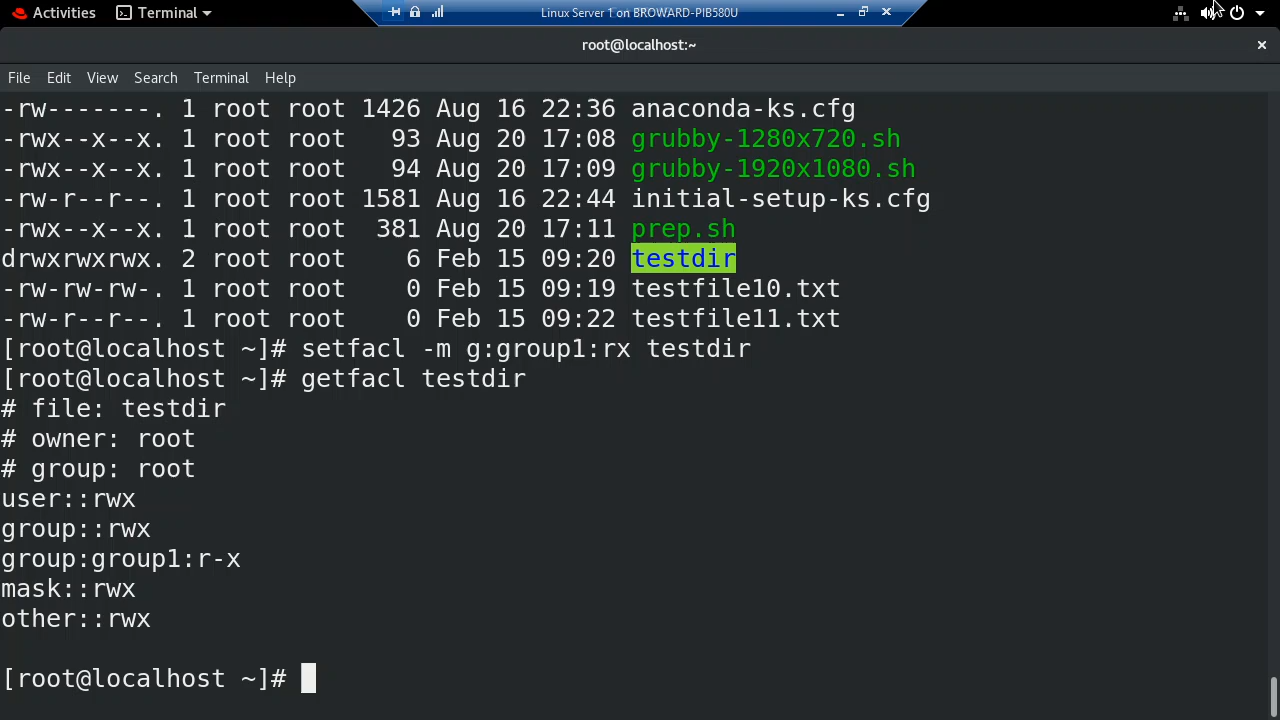 Activities Terminal Linux Server 1 on BROWARD-PIB580U
root@localhost:~
File Edit View Search Terminal Help
-rw-------. 1 root root 1426 Aug 16 22:36 anaconda-ks.cfg
-rwx--x--x. 1 root root   93 Aug 20 17:08 grubby-1280x720.sh
-rwx--x--x. 1 root root   94 Aug 20 17:09 grubby-1920x1080.sh
-rw-r--r--. 1 root root 1581 Aug 16 22:44 initial-setup-ks.cfg
-rwx--x--x. 1 root root  381 Aug 20 17:11 prep.sh
drwxrwxrwx. 2 root root    6 Feb 15 09:20 testdir
-rw-rw-rw-. 1 root root    0 Feb 15 09:19 testfile10.txt
-rw-r--r--. 1 root root    0 Feb 15 09:22 testfile11.txt
[root@localhost ~]# setfacl -m g:group1:rx testdir
[root@localhost ~]# getfacl testdir
# file: testdir
# owner: root
# group: root
user::rwx
group::rwx
group:group1:r-x
mask::rwx
other::rwx
[root@localhost ~]#